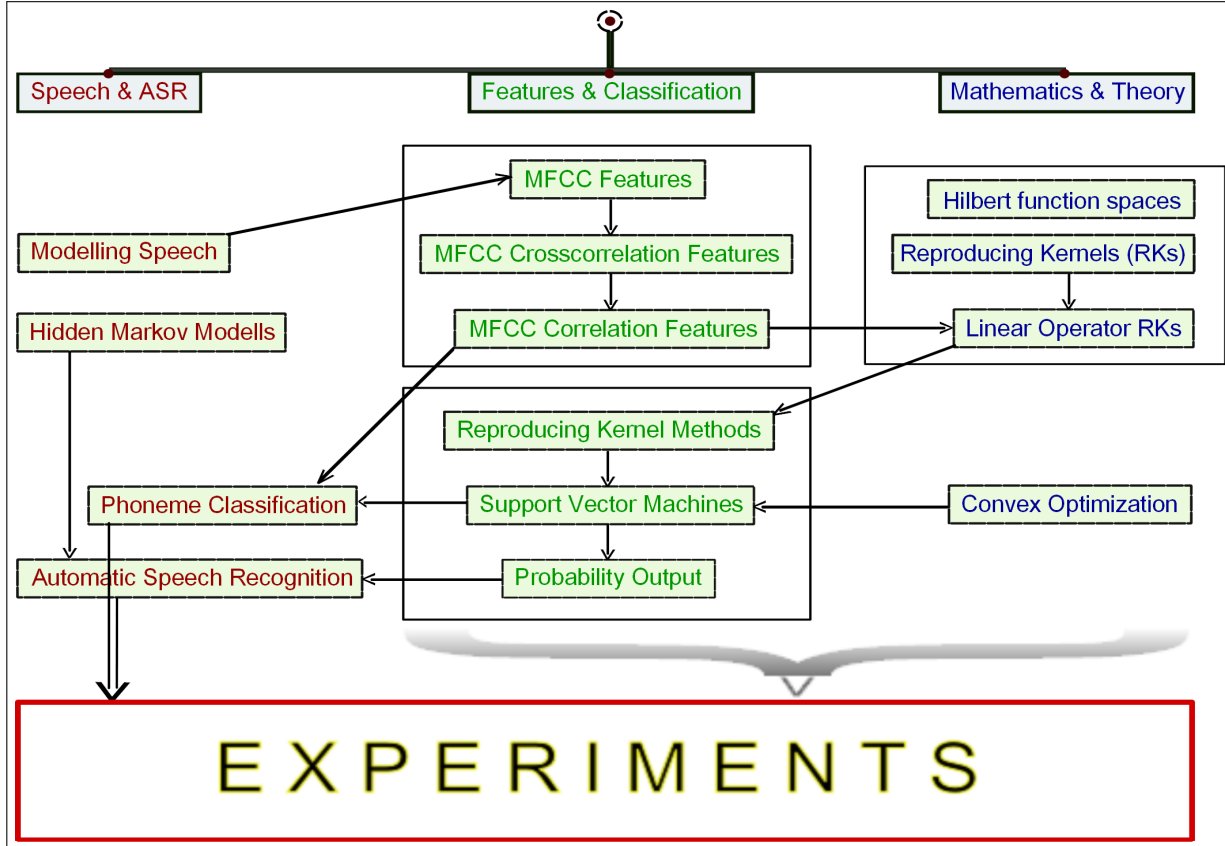 Speech & ASR
Features & Classification
Mathematics & Theory
MFCC Features
Hilbert function spaces
Modelling Speech
MFCC Crosscorrelation Features
Reproducing Kernels (RKs)
Hidden Markov Modells
MFCC Correlation Features
Linear Operator RKs
Reproducing Kernel Methods
Phoneme Classification
Support Vector Machines
Convex Optimization
Automatic Speech Recognition
Probability Output
EXPERIMENTS